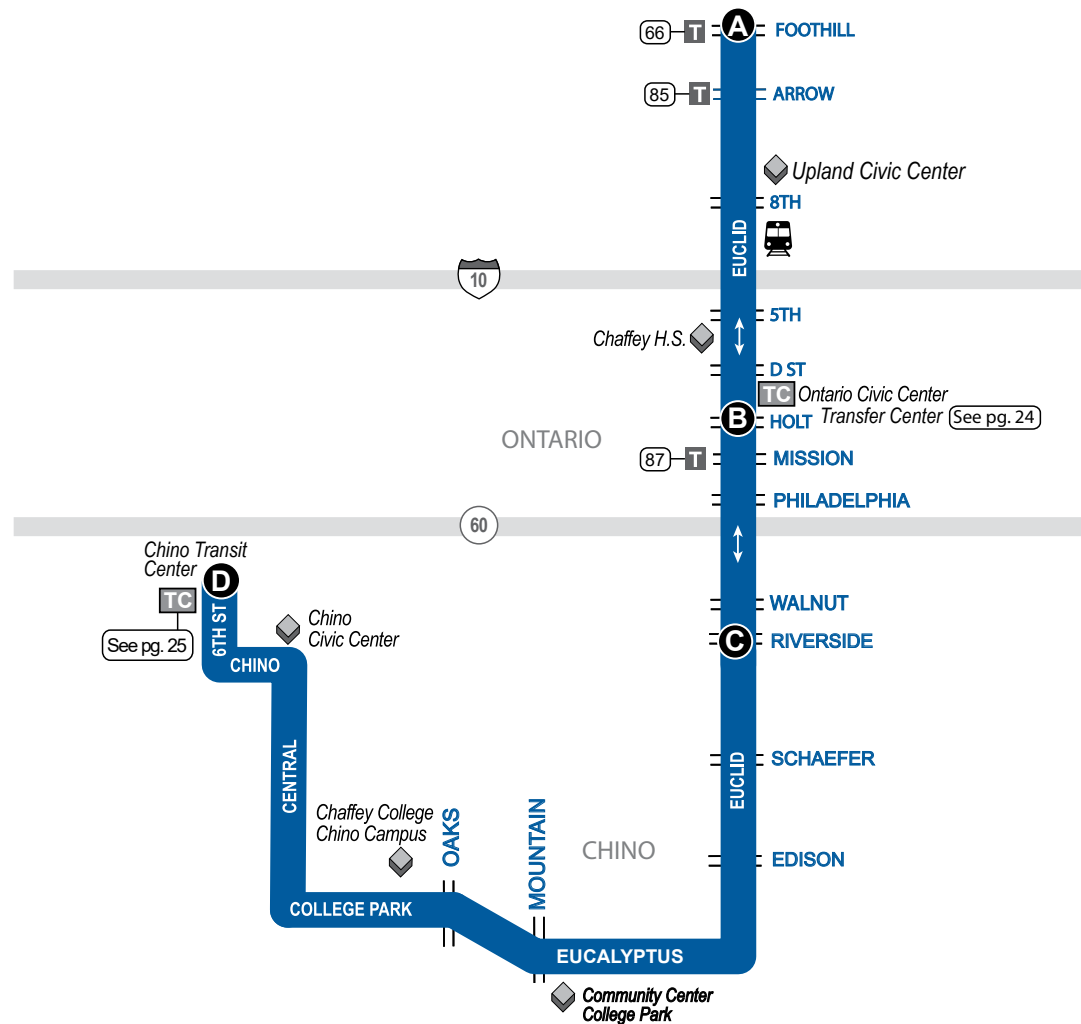 66 T A FOOTHILL
85 T ARROW
Upland Civic Center
8TH
EUCLID
10
5TH
Chaffey H.S.
D ST
TC Ontario Civic Center
B HOLT Transfer Center See pg. 24
ONTARIO
87 T MISSION
PHILADELPHIA
60
Chino Transit
Center
D
TC
6TH ST
See pg. 25
Chino
Civic Center
CHINO
WALNUT
C RIVERSIDE
CENTRAL
EUCLID
SCHAEFER
Chaffey College
Chino Campus
OAKS
MOUNTAIN
CHINO
EDISON
COLLEGE PARK
EUCALYPTUS
Community Center
College Park